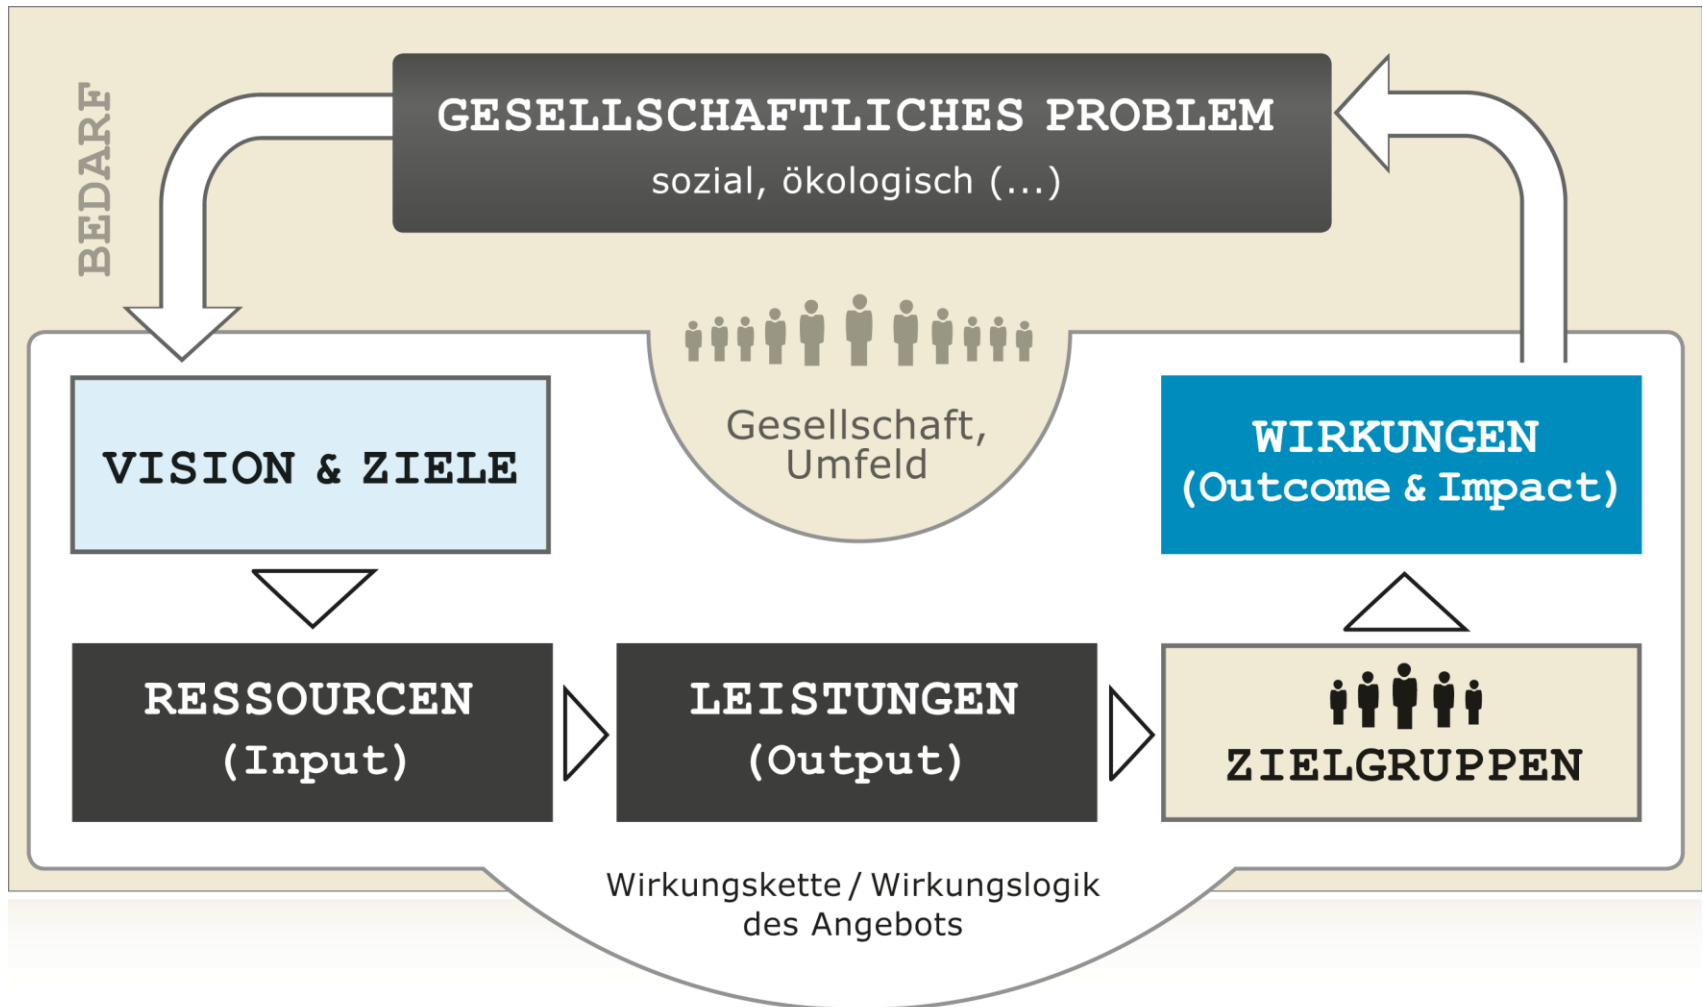 BEDARF
GESELLSCHAFTLICHES PROBLEM
sozial, ökologisch (...)
Gesellschaft,
Umfeld
VISION & ZIELE
WIRKUNGEN
(Outcome & Impact)
RESSOURCEN
(Input)
LEISTUNGEN
(Output)
ZIELGRUPPEN
Wirkungskette / Wirkungslogik
des Angebots